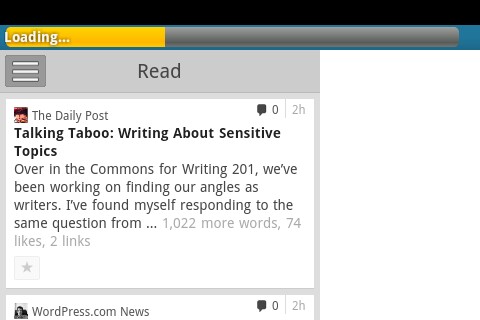 Loading...
Read
The Daily Post
0
2h
Talking Taboo: Writing About Sensitive
Topics
Over in the Commons for Writing 201, we’ve
been working on finding our angles as
writers. I’ve found myself responding to the
same question from ... 1,022 more words, 74
likes, 2 links
WordPress.com News
0
2h